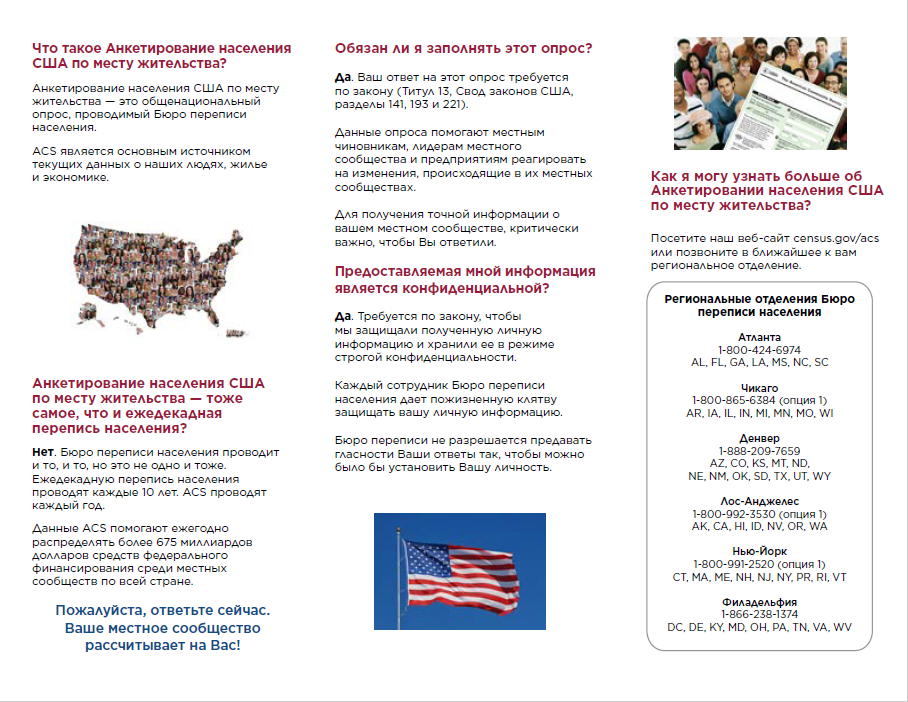 Что такое Анкетирование населения
США по месту жительства?
Анкетирование населения США по месту
жительства — это общенациональный
опрос, проводимый Бюро переписи
населения.
ACS является основным источником
текущих данных о наших людях, жилье
и экономике.
Анкетирование населения США
по месту жительства — тоже
самое, что и ежедекадная
перепись населения?
Нет. Бюро переписи населения проводит
и то, и то, но это не одно и тоже.
Ежедекадную перепись населения
проводят каждые 10 лет. ACS проводят
каждый год.
Данные ACS помогают ежегодно
распределять более 675 миллиардов
долларов средств федерального
финансирования среди местных
сообществ по всей стране.
Пожалуйста, ответьте сейчас.
Ваше местное сообщество
рассчитывает на Вас!
Обязан ли я заполнять этот опрос?
Да. Ваш ответ на этот опрос требуется
по закону (Титул 13, Свод законов США,
разделы 141, 193 и 221).
Данные опроса помогают местным
чиновникам, лидерам местного
сообщества и предприятиям реагировать
на изменения, происходящие в их местных
сообществах.
Для получения точной информации о
вашем местном сообществе, критически
важно, чтобы Вы ответили.
Предоставляемая мной информация
является конфиденциальной?
Да. Требуется по закону, чтобы
мы защищали полученную личную
информацию и хранили ее в режиме
строгой конфиденциальности.
Каждый сотрудник Бюро переписи
населения дает пожизненную клятву
защищать вашу личную информацию.
Бюро переписи не разрешается предавать
гласности Ваши ответы так, чтобы можно
было бы установить Вашу личность.
Как я могу узнать больше об
Анкетировании населения США
по месту жительства?
Посетите наш веб-сайт census.gov/acs
или позвоните в ближайшее к вам
региональное отделение.
Региональные отделения Бюро
переписи населения
Атланта
1-800-424-6974
AL, FL, GA, LA, MS, NC, SC
Чикаго
1-800-865-6384 (опция 1)
AR, IA, IL, IN, MI, MN, MO, WI
Денвер
1-888-209-7659
AZ, CO, KS, MT, ND,
NE, NM, OK, SD, TX, UT, WY
Лос-Анджелес
1-800-992-3530 (опция 1)
AK, CA, HI, ID, NV, OR, WA
Нью-Йорк
1-800-991-2520 (опция 1)
CT, MA, ME, NH, NJ, NY, PR, RI, VT
Филадельфия
1-866-238-1374
DC, DE, KY, MD, OH, PA, TN, VA, WV